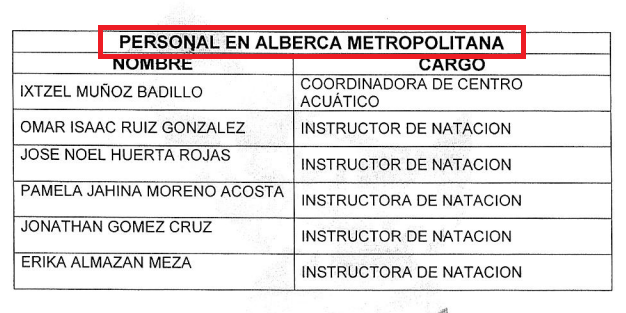 PERSONAL EN ALBERCA METROPOLITANA
NOMBRE CARGO
IXTZEL MUÑOZ BADILLO COORDINADORA DE CENTRO
ACUÁTICO
OMAR ISAAC RUIZ GONZALEZ INSTRUCTOR DE NATACION
JOSE NOEL HUERTA ROJAS INSTRUCTOR DE NATACION
PAMELA JAHINA MORENO ACOSTA INSTRUCTORA DE NATACION
JONATHAN GOMEZ CRUZ INSTRUCTOR DE NATACION
ERIKA ALMAZAN MEZA INSTRUCTORA DE NATACION